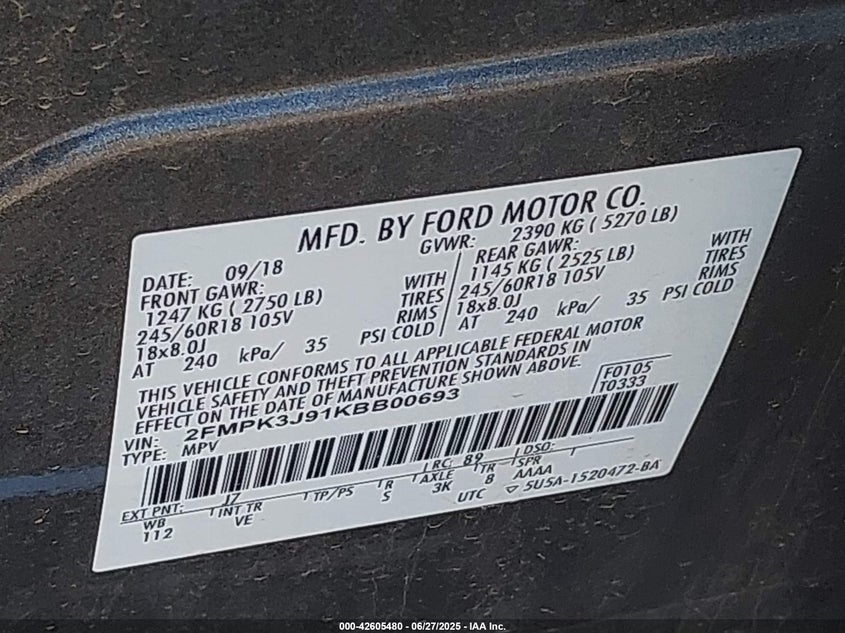 MFD. BY FORD MOTOR CO.
DATE: 09/18
GVWR: 2390 KG ( 5270 LB)
FRONT GAWR:
1247 KG ( 2750 LB)
WITH
245/60R18 105V
TIRES
18x8.0J
RIMS
AT 240 kPa/ 35 PSI COLD
REAR GAWR:
1145 KG ( 2525 LB)
WITH
245/60R18 105V
TIRES
18x8.0J
RIMS
AT 240 kPa/ 35 PSI COLD
THIS VEHICLE CONFORMS TO ALL APPLICABLE FEDERAL MOTOR
VEHICLE SAFETY AND THEFT PREVENTION STANDARDS IN
EFFECT ON THE DATE OF MANUFACTURE SHOWN ABOVE.
VIN: 2FMPK3J91KBB00693
TYPE: MPV
F0105
T0333
EXT PNT: J7 RC: 89 DSO:
WB INT TR TP/PS R AXLE TR SPR
112 VE S 3K 8 AAAA
UTC ▽ 5U5A-1520472-BA
000-42605480 - 06/27/2025 - IAA Inc.